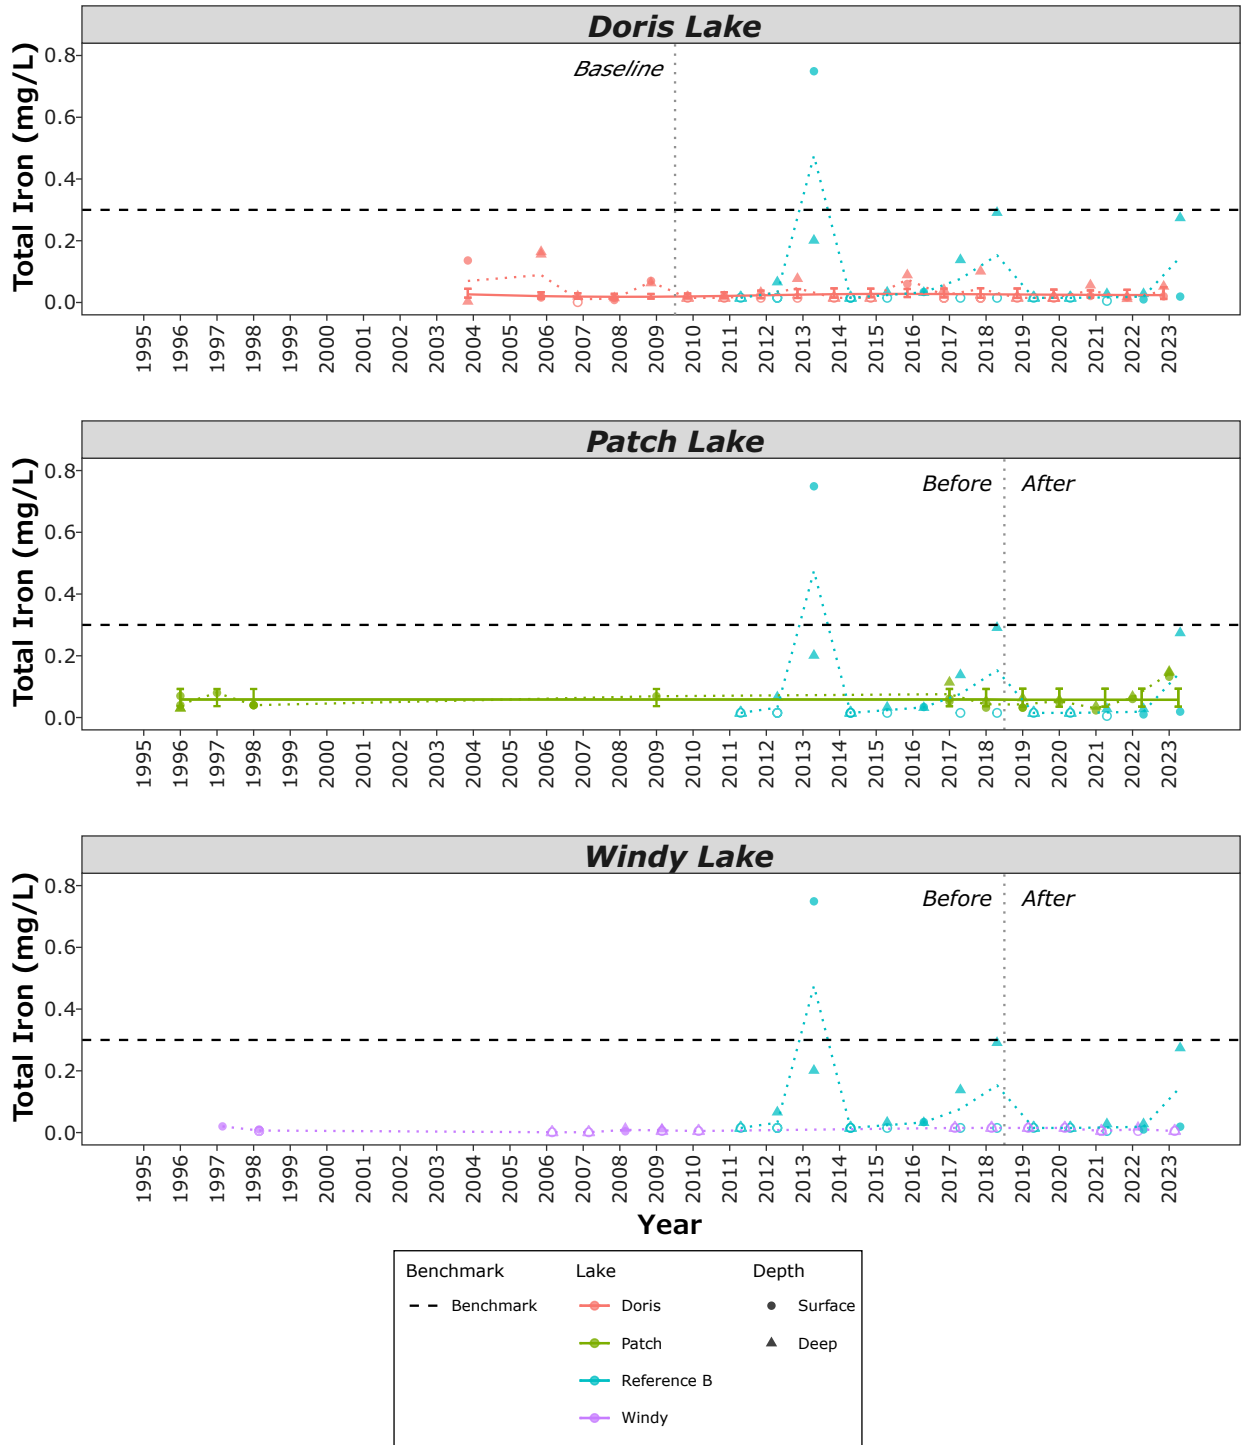 Doris Lake
Total Iron (mg/L)
0.8
0.6
0.4
0.2
0.0
Baseline
1995 1996 1997 1998 1999 2000 2001 2002 2003 2004 2005 2006 2007 2008 2009 2010 2011 2012 2013 2014 2015 2016 2017 2018 2019 2020 2021 2022 2023
Patch Lake
Total Iron (mg/L)
0.8
0.6
0.4
0.2
0.0
Before After
1995 1996 1997 1998 1999 2000 2001 2002 2003 2004 2005 2006 2007 2008 2009 2010 2011 2012 2013 2014 2015 2016 2017 2018 2019 2020 2021 2022 2023
Windy Lake
Total Iron (mg/L)
0.8
0.6
0.4
0.2
0.0
Before After
1995 1996 1997 1998 1999 2000 2001 2002 2003 2004 2005 2006 2007 2008 2009 2010 2011 2012 2013 2014 2015 2016 2017 2018 2019 2020 2021 2022 2023
Year
Benchmark
Benchmark
Lake
Doris
Patch
Reference B
Windy
Depth
Surface
Deep